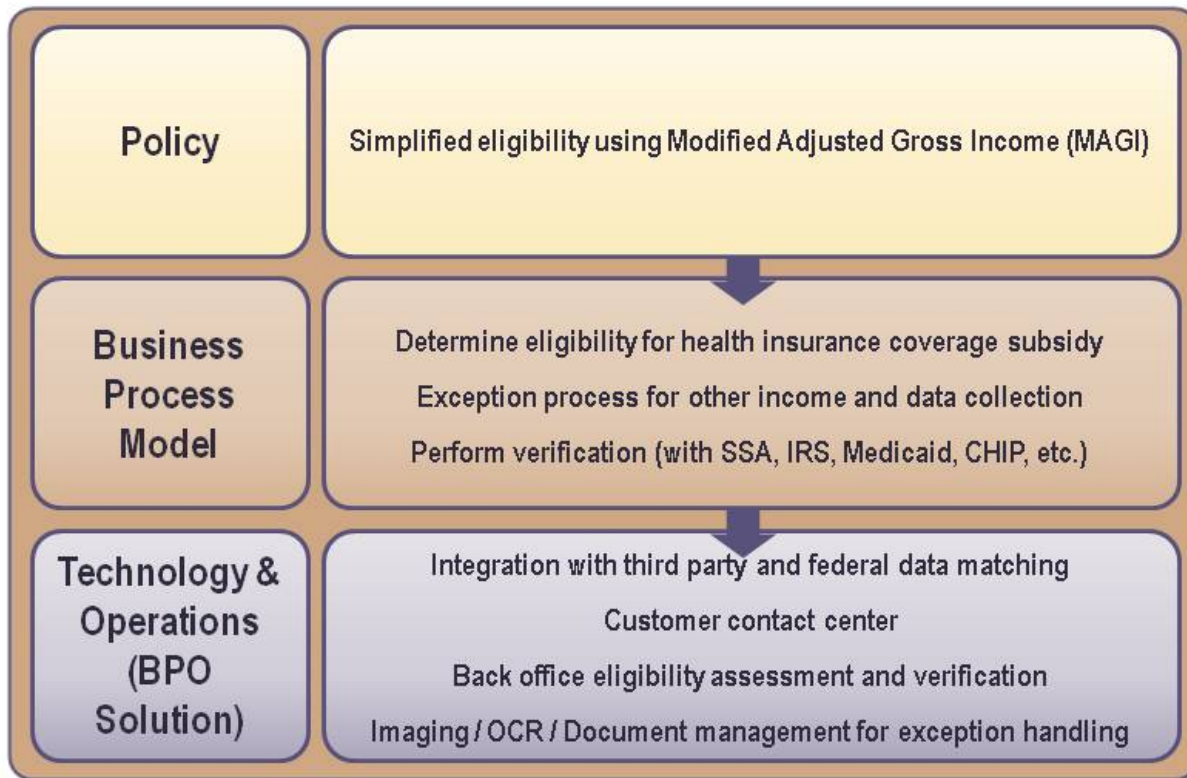 Policy
Simplified eligibility using Modified Adjusted Gross Income (MAGI)
Business
Process
Model
Determine eligibility for health insurance coverage subsidy
Exception process for other income and data collection
Perform verification (with SSA, IRS, Medicaid, CHIP, etc.)
Technology &
Operations
(BPO
Solution)
Integration with third party and federal data matching
Customer contact center
Back office eligibility assessment and verification
Imaging / OCR / Document management for exception handling